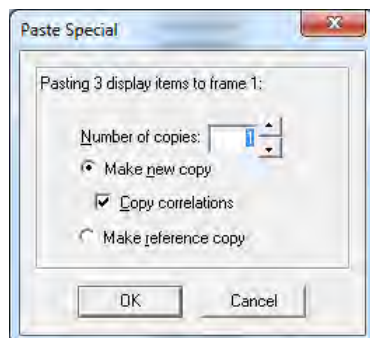 Paste Special
Pasting 3 display items to frame 1:
Number of copies: 1
Make new copy
Copy correlations
Make reference copy
OK Cancel